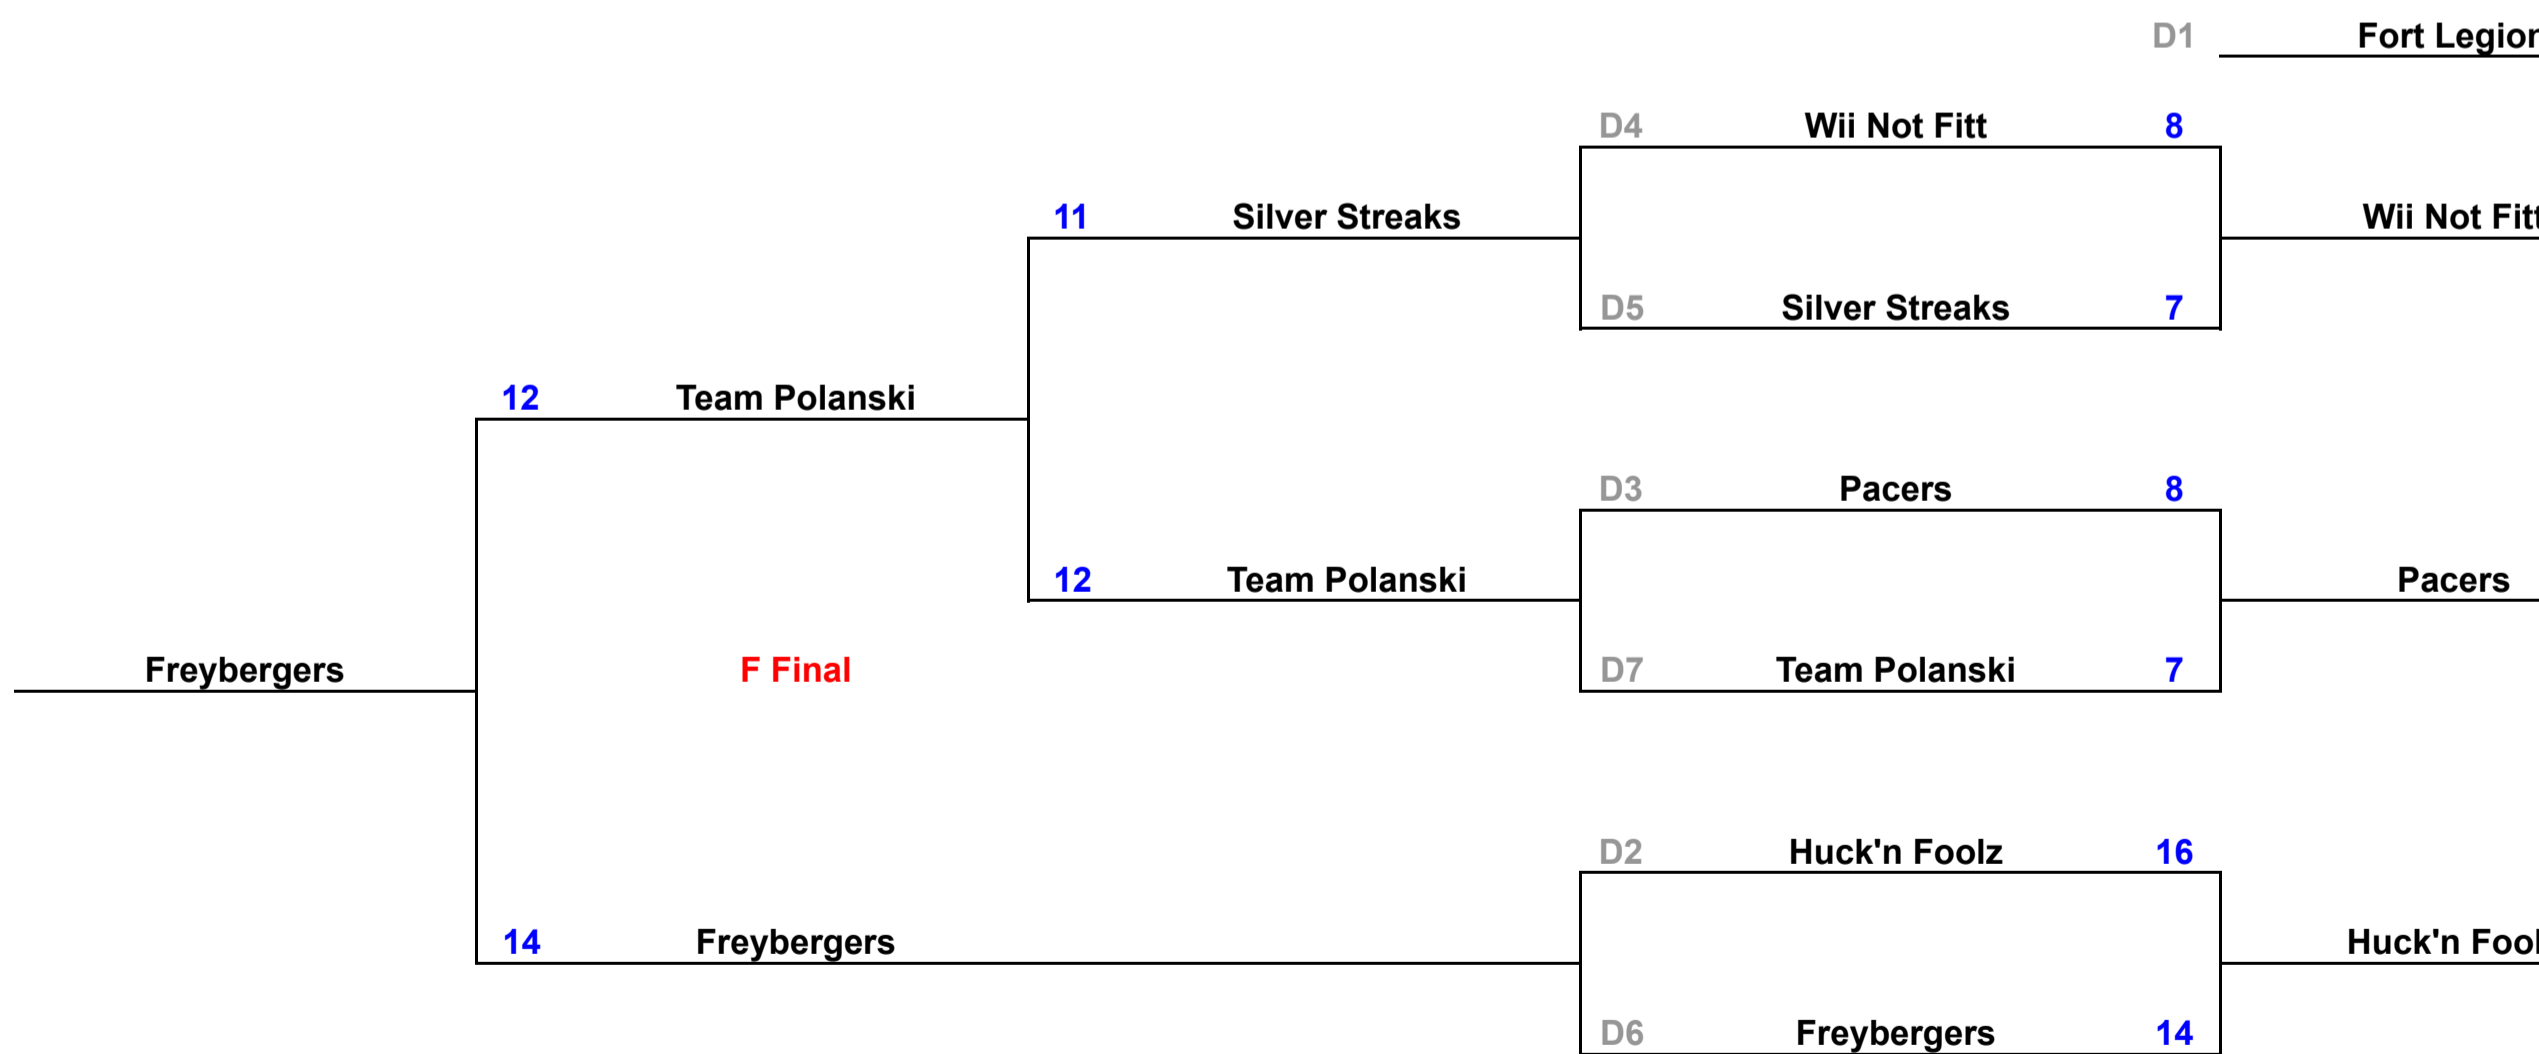 D1 Fort Legion
D4 Wii Not Fitt 8
11 Silver Streaks Wii Not Fitt
D5 Silver Streaks 7
12 Team Polanski
D3 Pacers 8
12 Team Polanski Pacers
Freybergers F Final D7 Team Polanski 7
D2 Huck'n Foolz 16
14 Freybergers Huck'n Fool
D6 Freybergers 14